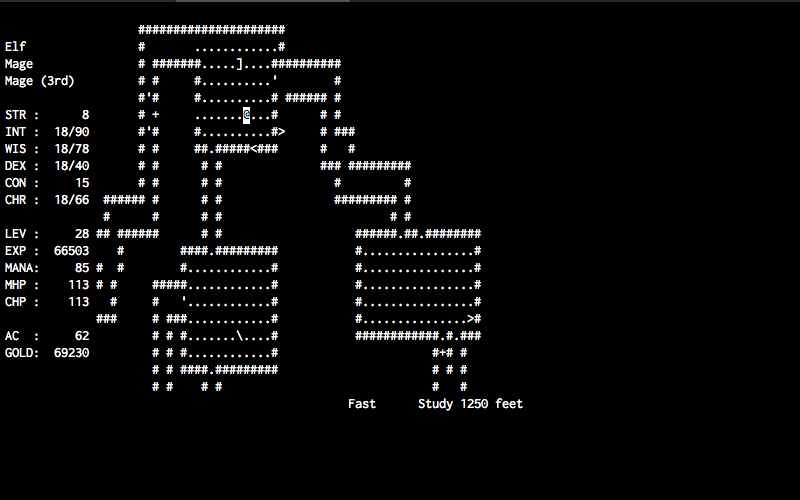 #####################
Elf                #       ............#
Mage               # #######.....]....##########
Mage (3rd)         # #     #..........'        #
                   #'#     #..........# ###### #
STR :      8       # +     .......@...#      # #
INT :  18/90       #'#     #..........#>     # ###
WIS :  18/78       # #     ##.#####<###      #   #
DEX :  18/40       # #      # #              ### #########
CON :     15       # #      # #                #         #
CHR :  18/66  ###### #      # #                ######### #
              #      #      # #                        # #
LEV :     28 ## ######      # #                   ######.##.########
EXP :  66503    #        ####.#########           #................#
MANA:     85 #  #        #............#           #................#
MHP :    113 # #     #####............#           #................#
CHP :    113   #     #   '............#           #................#
             ###     # ###............#           #...............>#
AC  :     62         # # #.......\....#           ############.#.###
GOLD:  69230         # # #............#                      #+# #
                     # # ####.#########                      # # #
                     # #    # #                              #   #
                                                 Fast      Study 1250 feet